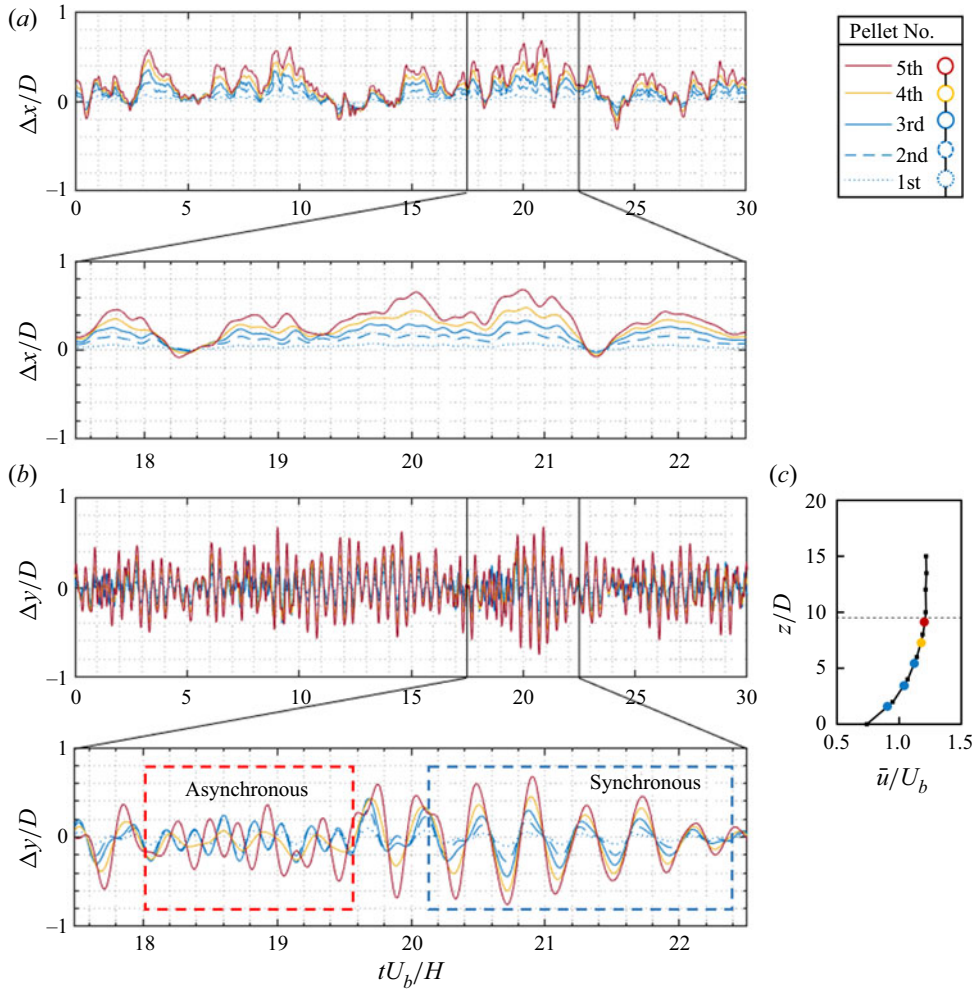 (a)
1
0
–1
Δx/D
0 5 10 15 20 25 30
Pellet No.
5th
4th
3rd
2nd
1st
1
0
–1
Δx/D
18 19 20 21 22
(b)
1
0
–1
Δy/D
0 5 10 15 20 25 30
(c)
20
15
10
5
0
z/D
0.5 1.0 1.5
ū/U_b
1
0
–1
Δy/D
Asynchronous Synchronous
18 19 20 21 22
tU_b/H